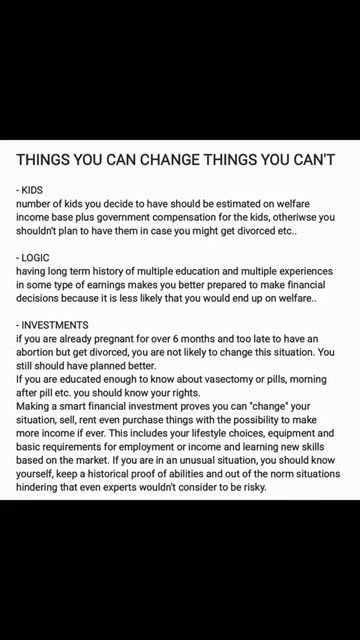 THINGS YOU CAN CHANGE THINGS YOU CAN'T
- KIDS
number of kids you decide to have should be estimated on welfare
income base plus government compensation for the kids, otheriwse you
shouldn't plan to have them in case you might get divorced etc..
- LOGIC
having long term history of multiple education and multiple experiences
in some type of earnings makes you better prepared to make financial
decisions because it is less likely that you would end up on welfare..
- INVESTMENTS
if you are already pregnant for over 6 months and too late to have an
abortion but get divorced, you are not likely to change this situation. You
still should have planned better.
If you are educated enough to know about vasectomy or pills, morning
after pill etc. you should know your rights.
Making a smart financial investment proves you can "change" your
situation, sell, rent even purchase things with the possibility to make
more income if ever. This includes your lifestyle choices, equipment and
basic requirements for employment or income and learning new skills
based on the market. If you are in an unusual situation, you should know
yourself, keep a historical proof of abilities and out of the norm situations
hindering that even experts wouldn't consider to be risky.